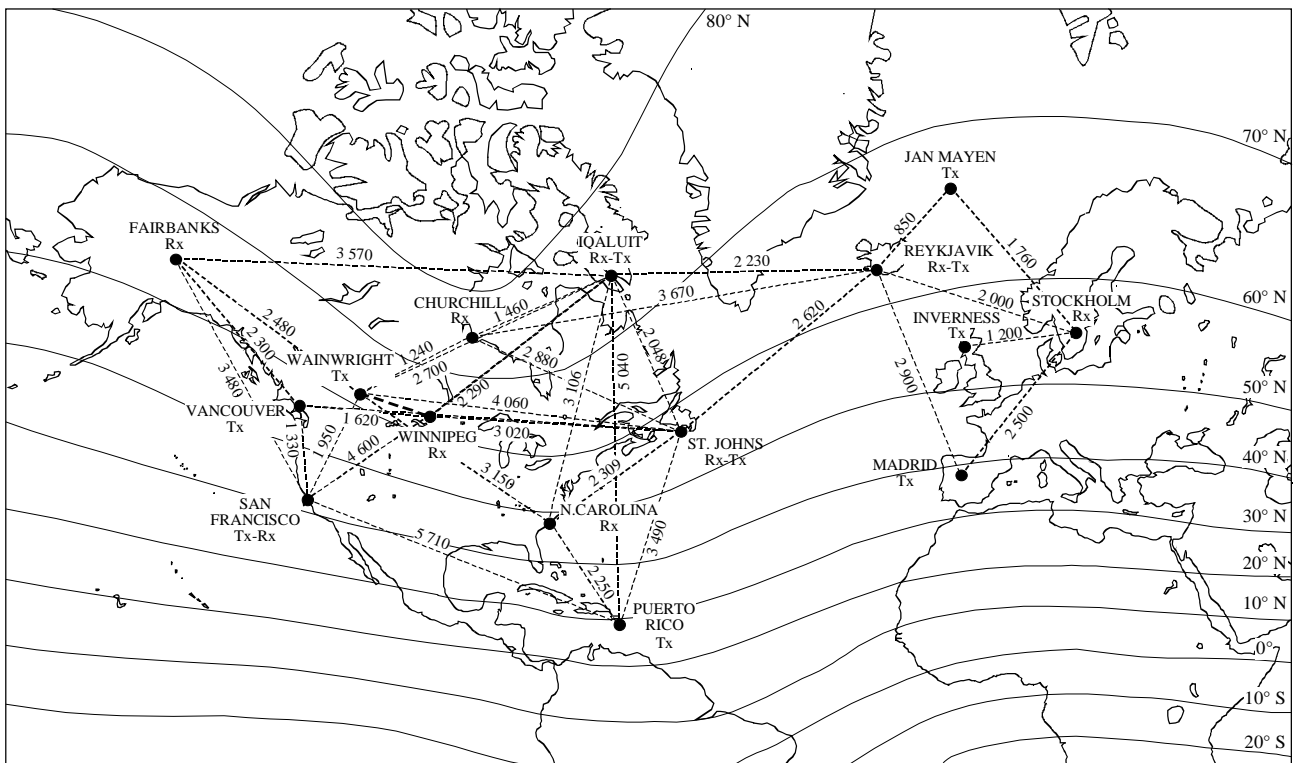 80° N
70° N
JAN MAYEN
Tx
FAIRBANKS
Rx
850
IQALUIT
Rx-Tx
REYKJAVIK
Rx-Tx
1 760
3 570
2 230
3 670
60° N
CHURCHILL
Rx
1 460
2 000
STOCKHOLM
Rx
INVERNESS
Tx
2 620
1 200
2 480
2 300
2 048
WAINWRIGHT
Tx
1 240
2 880
3 480
2 700
5 040
2 900
50° N
2 290
3 106
VANCOUVER
Tx
4 060
1 620
WINNIPEG
Rx
3 020
2 500
1 330
950
4 600
ST. JOHNS
Rx-Tx
40° N
MADRID
Tx
3 150
2 309
SAN
FRANCISCO
Tx-Rx
N.CAROLINA
Rx
30° N
5 710
3 490
20° N
2 250
PUERTO
RICO
Tx
10° N
0°
10° S
20° S